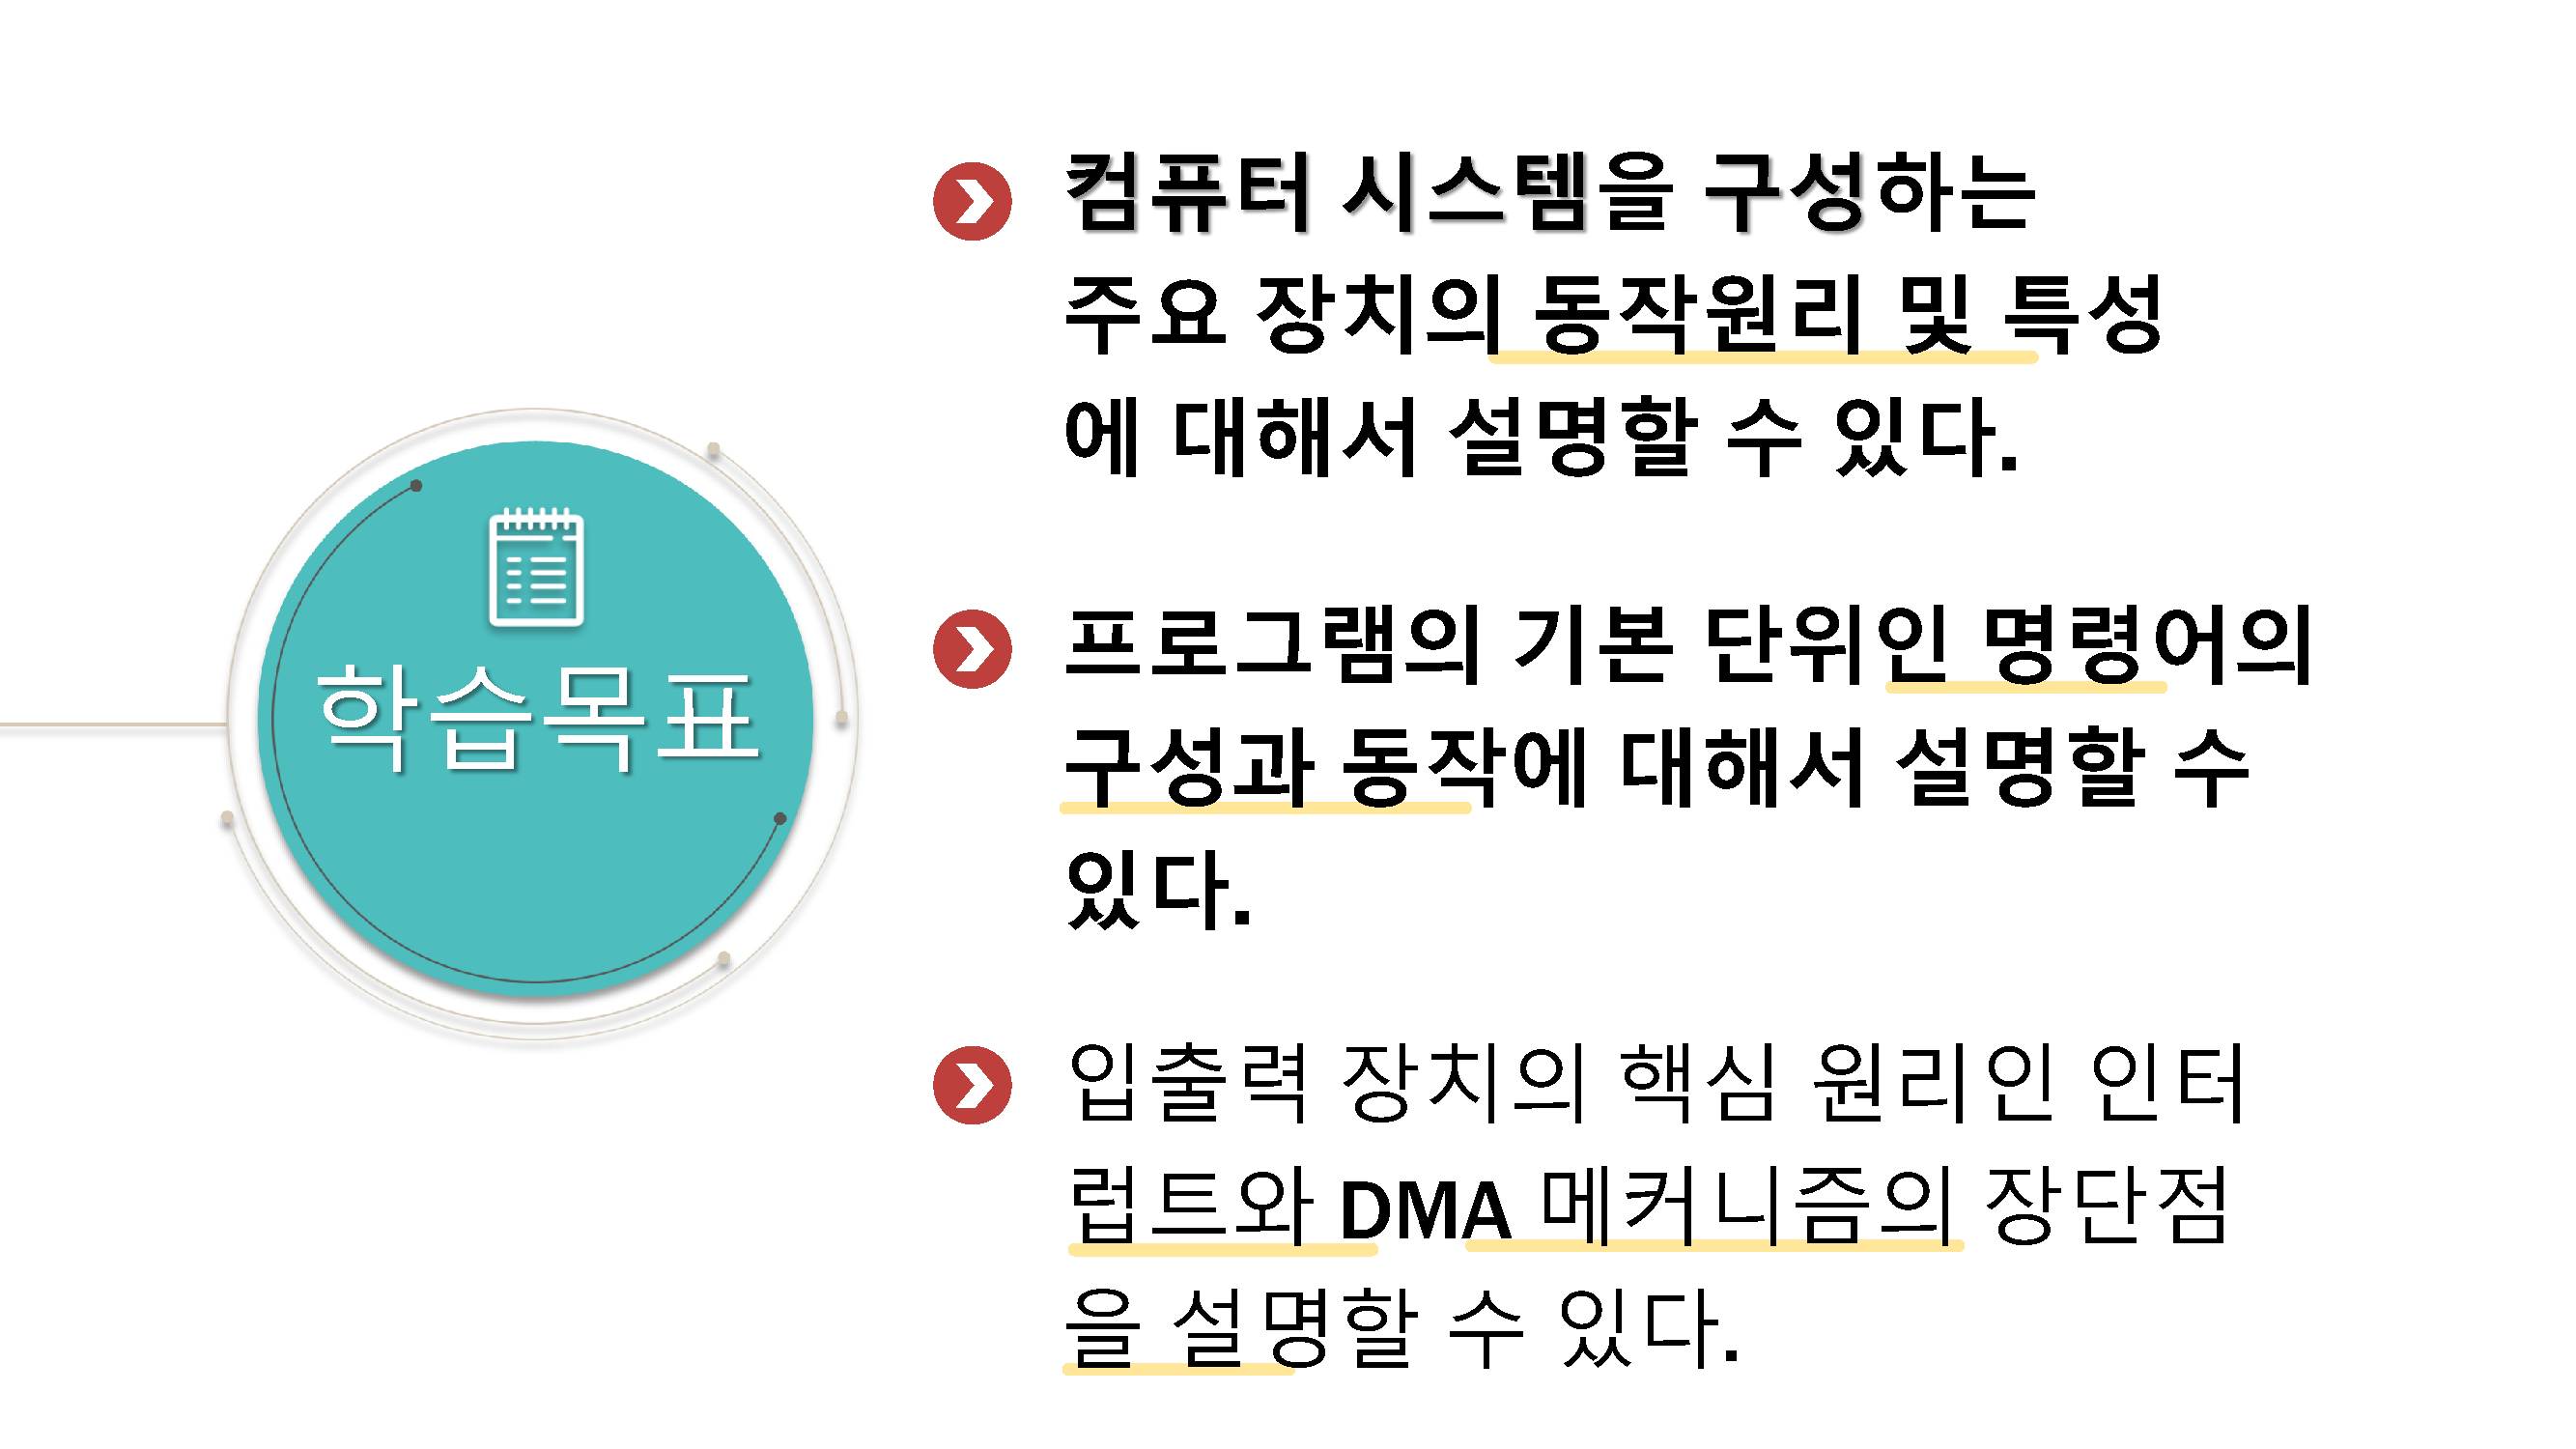 학습목표
컴퓨터 시스템을 구성하는
주요 장치의 동작원리 및 특성
에 대해서 설명할 수 있다.
프로그램의 기본 단위인 명령어의
구성과 동작에 대해서 설명할 수
있다.
입출력 장치의 핵심 원리인 인터
럽트와 DMA 메커니즘의 장단점
을 설명할 수 있다.